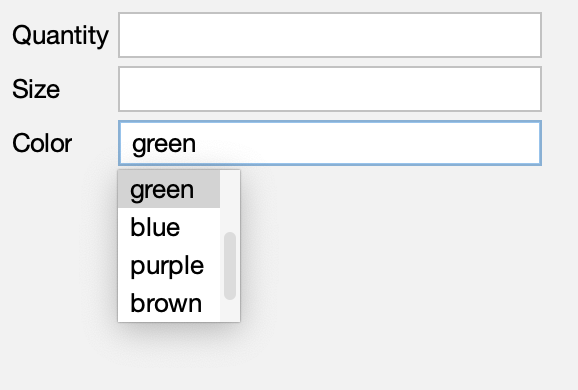 Quantity
Size
Color green
green
blue
purple
brown